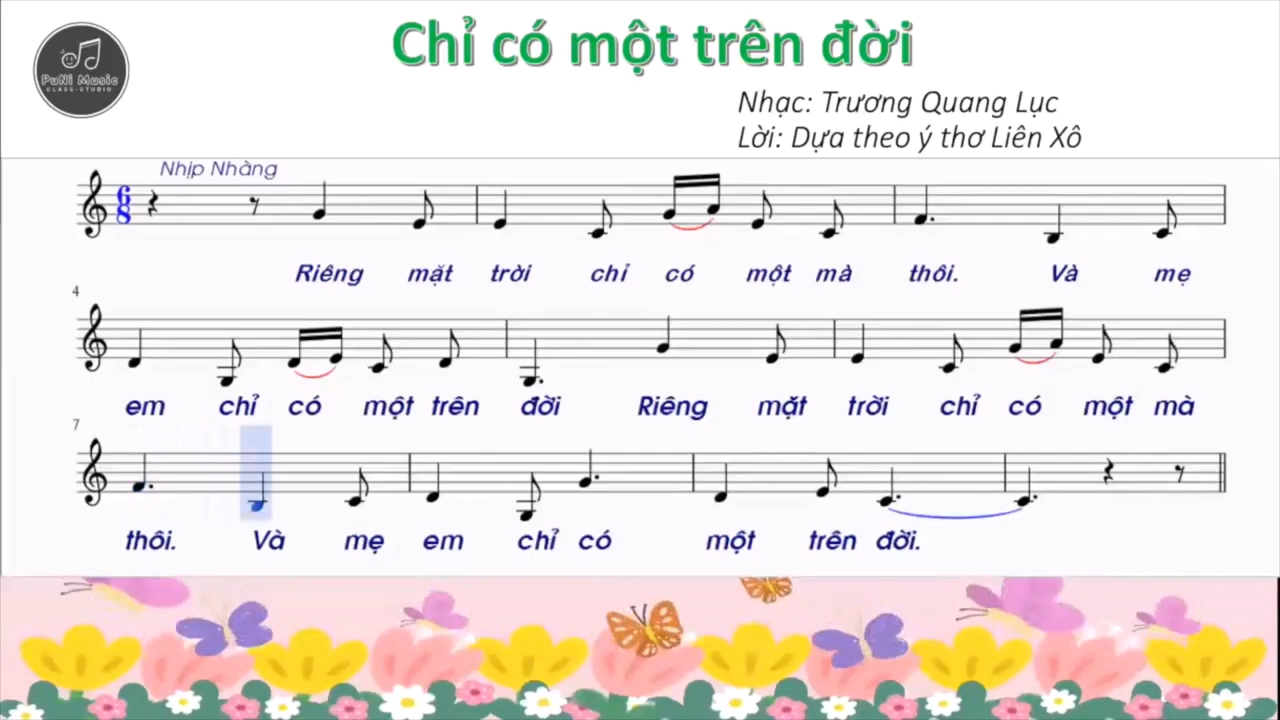 Chỉ có một trên đời
PuNi Music
CLASS-STUDIO
Nhạc: Trương Quang Lục
Lời: Dựa theo ý thơ Liên Xô
Nhịp Nhàng
6
8
Riêng mặt trời chỉ có một mà thôi. Và mẹ
4
em chỉ có một trên đời Riêng mặt trời chỉ có một mà
7
thôi. Và mẹ em chỉ có một trên đời.